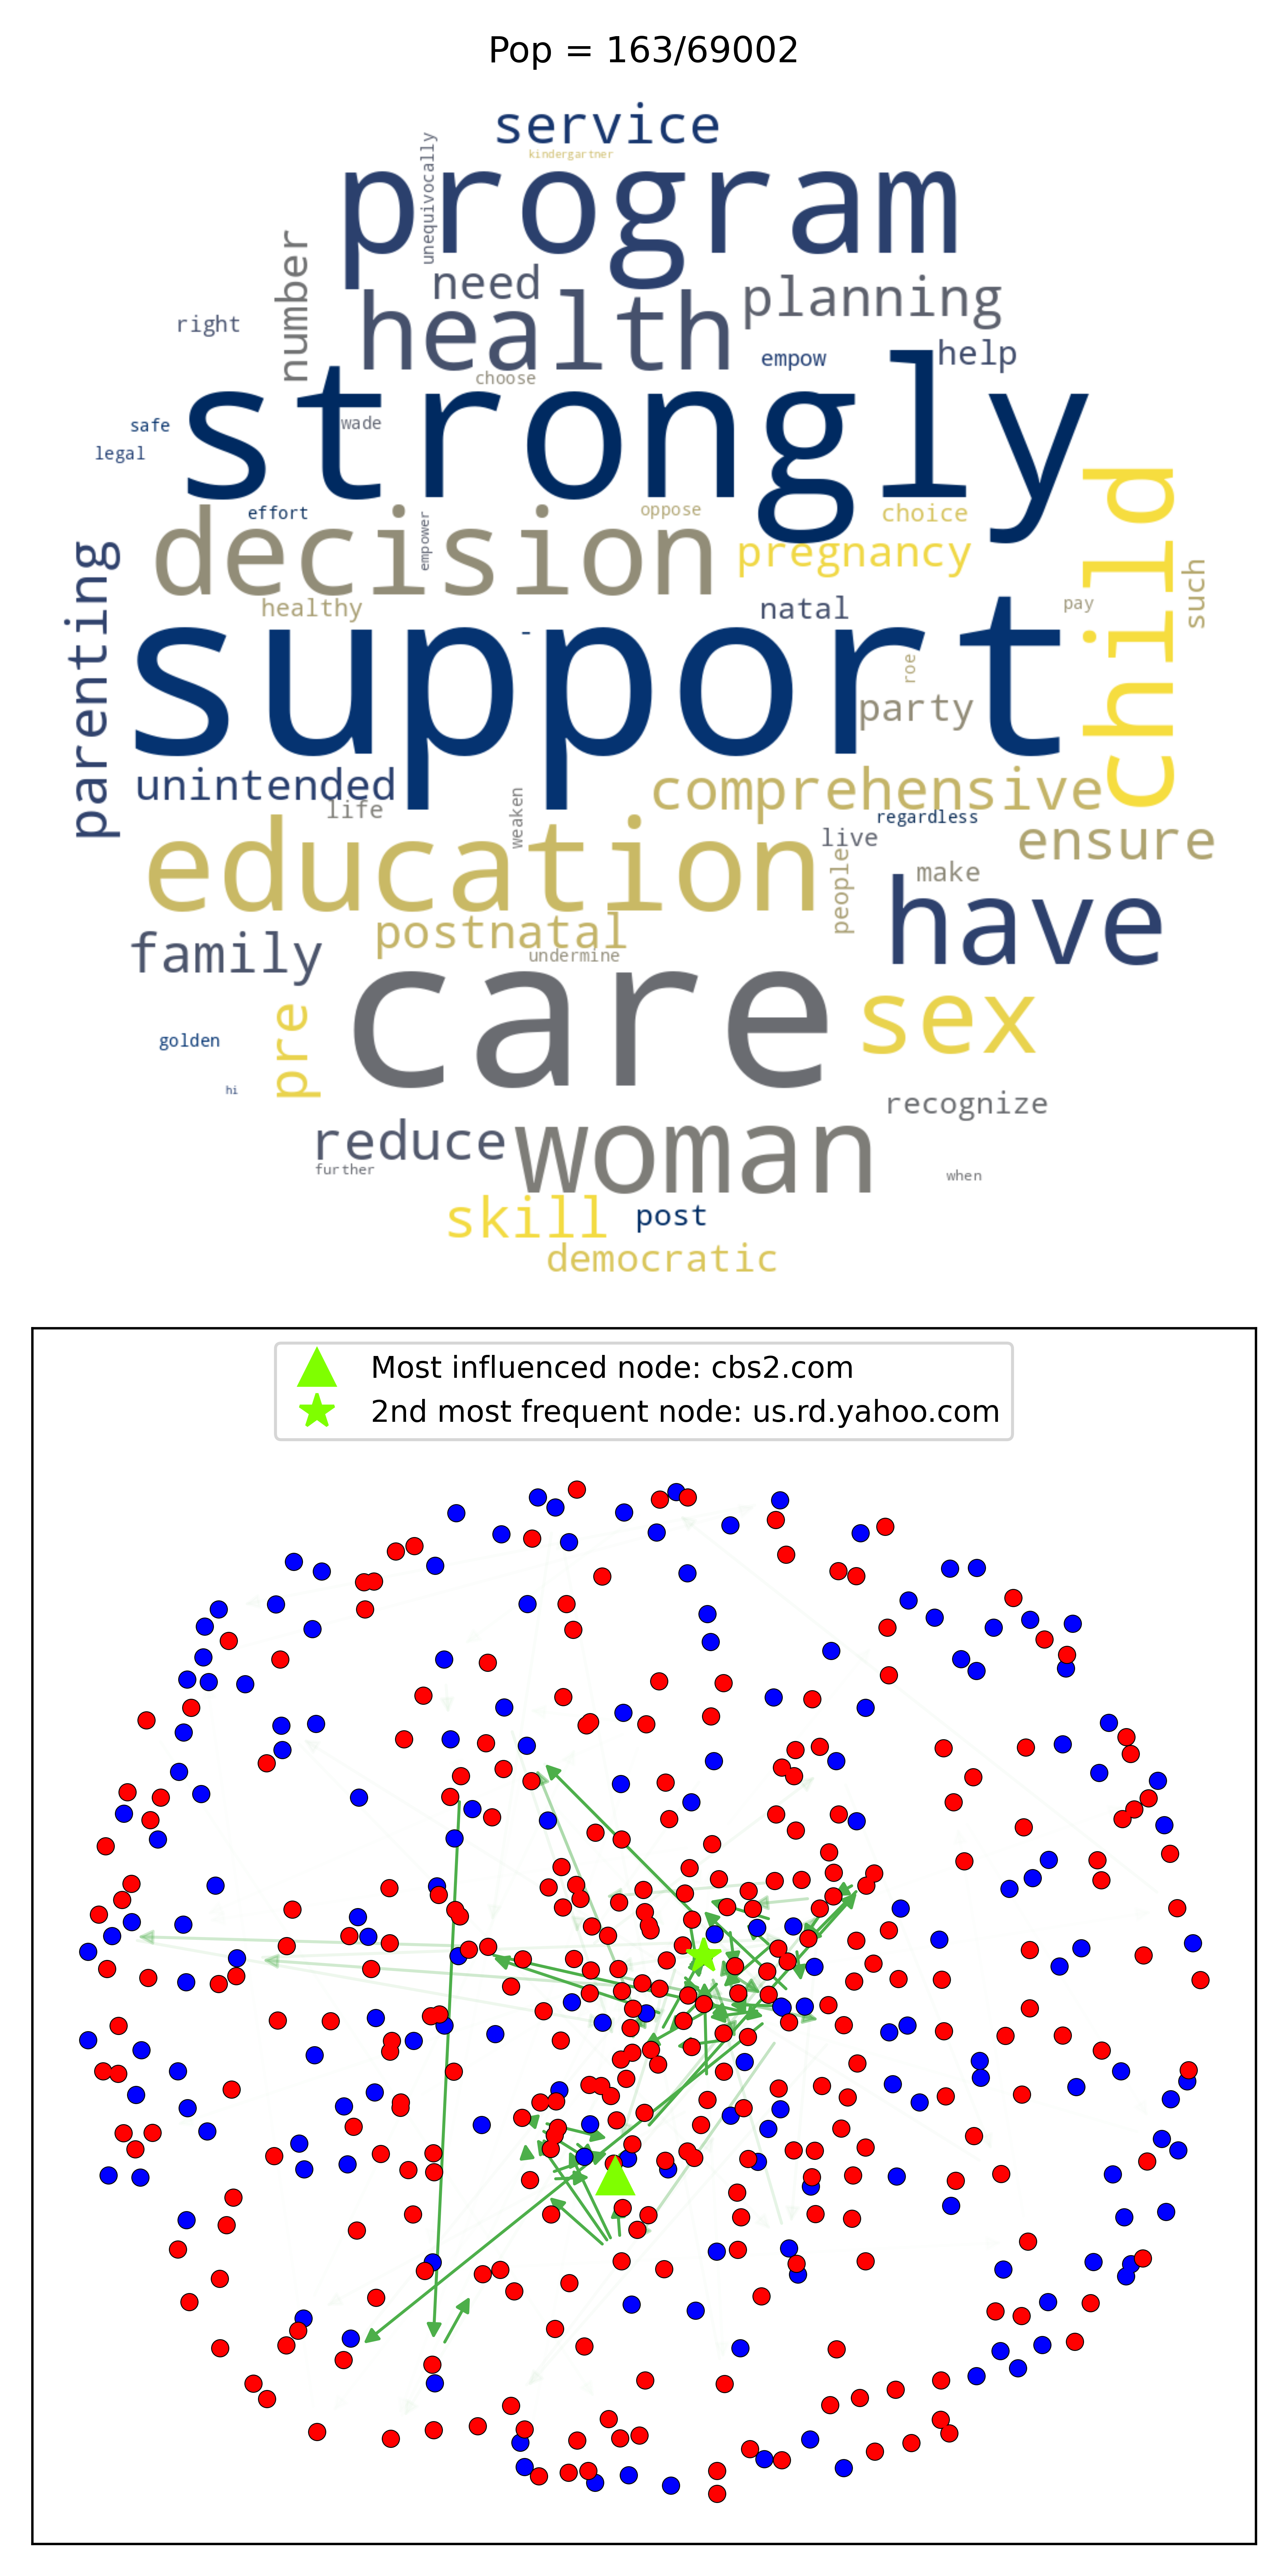 Pop = 163/69002
service
kindergartner
unequivocally
program
number
need
planning
right
health
empow
help
choose
strongly
safe
wade
legal
child
effort
empower
oppose
choice
decision
pregnancy
parenting
such
healthy
natal
pay
-
support
roe
party
unintended
comprehensive
life
weaken
regardless
live
ensure
education
people
make
have
postnatal
family
undermine
care
sex
pre
golden
hi
recognize
reduce
woman
further
when
skill
post
democratic
Most influenced node: cbs2.com
2nd most frequent node: us.rd.yahoo.com